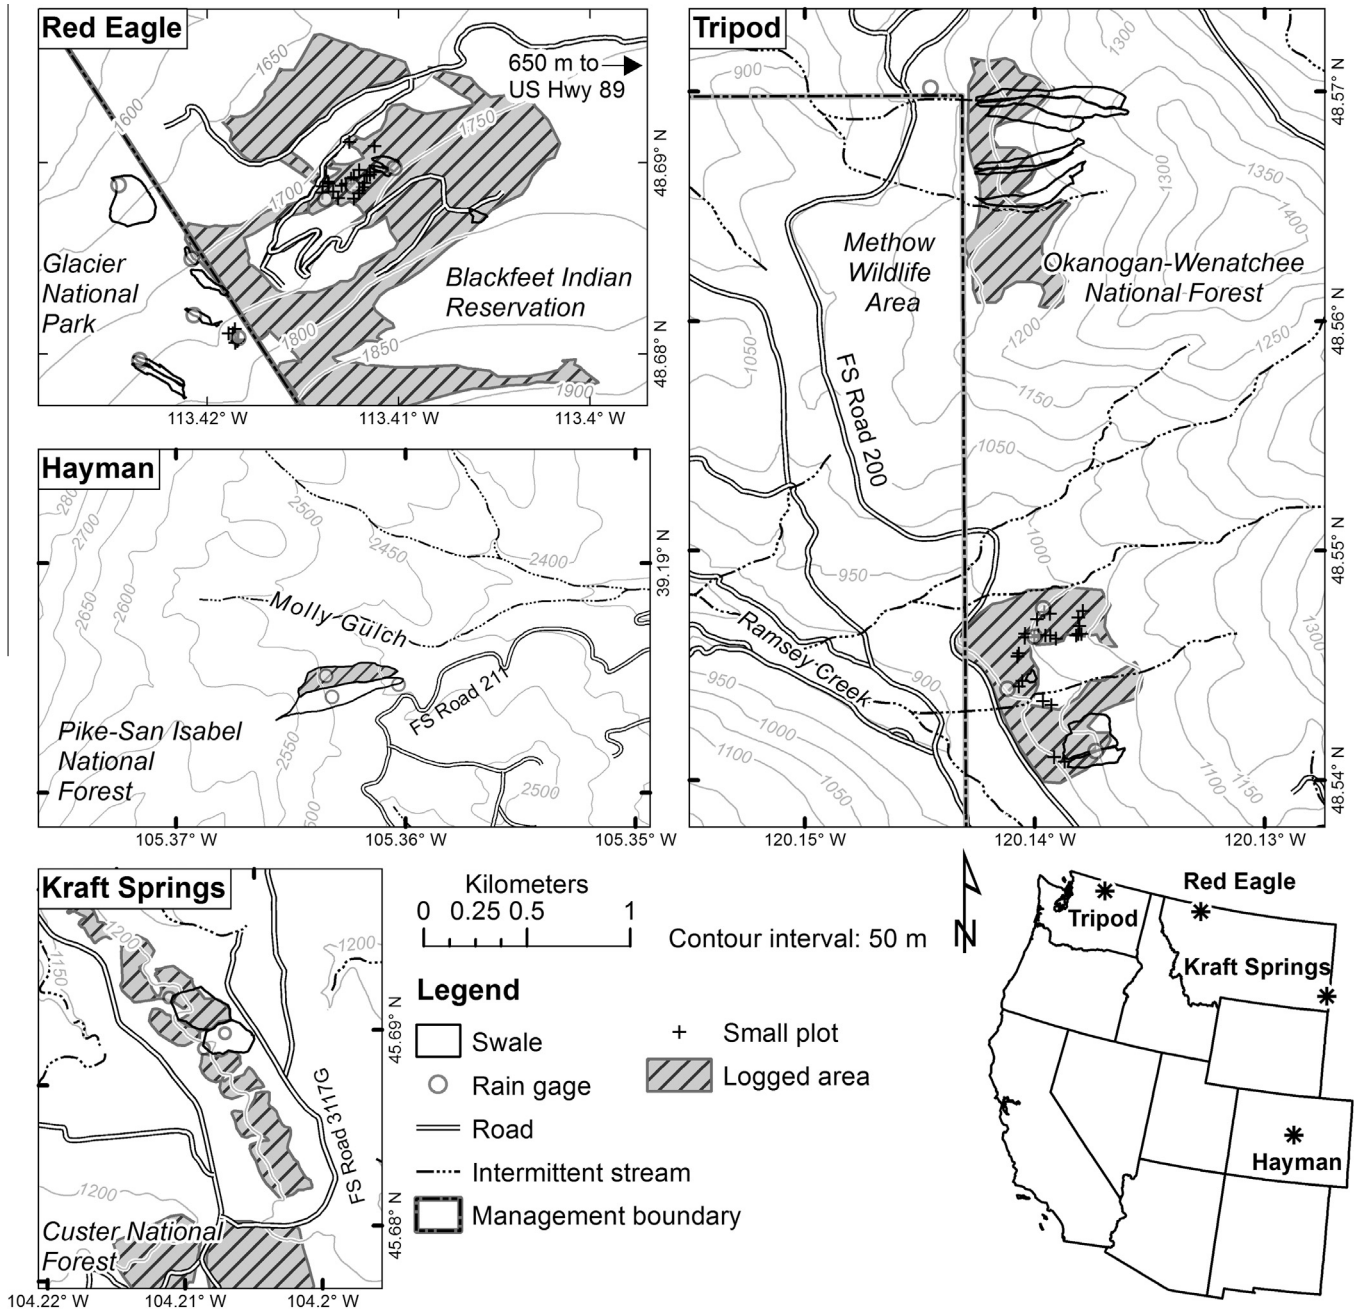 Red Eagle
650 m to
US Hwy 89
1650
1600
1750
1700
1800
1850
1900
Glacier
National
Park
Blackfeet Indian
Reservation
48.69° N
48.68° N
113.42° W
113.41° W
113.4° W
Tripod
900
1300
1300
1350
1400
Methow
Wildlife
Area
Okanogan-Wenatchee
National Forest
1200
1250
1050
1150
1050
FS Road 200
1000
950
Ramsey Creek
900
950
1000
1100
1050
1100
1150
1300
48.57° N
48.56° N
48.55° N
48.54° N
120.15° W
120.14° W
120.13° W
Hayman
2700
2650
2600
2500
2450
2400
Molly Gulch
FS Road 211
2550
2500
Pike-San Isabel
National
Forest
39.19° N
105.37° W
105.36° W
105.35° W
Kraft Springs
1200
1150
1200
FS Road 3117G
1200
Custer National
Forest
45.69° N
45.68° N
104.22° W
104.21° W
104.2° W
Kilometers
0 0.25 0.5 1
Contour interval: 50 m
N
Legend
Swale
Rain gage
Road
Intermittent stream
Management boundary
Small plot
Logged area
Red Eagle
Tripod
Kraft Springs
Hayman